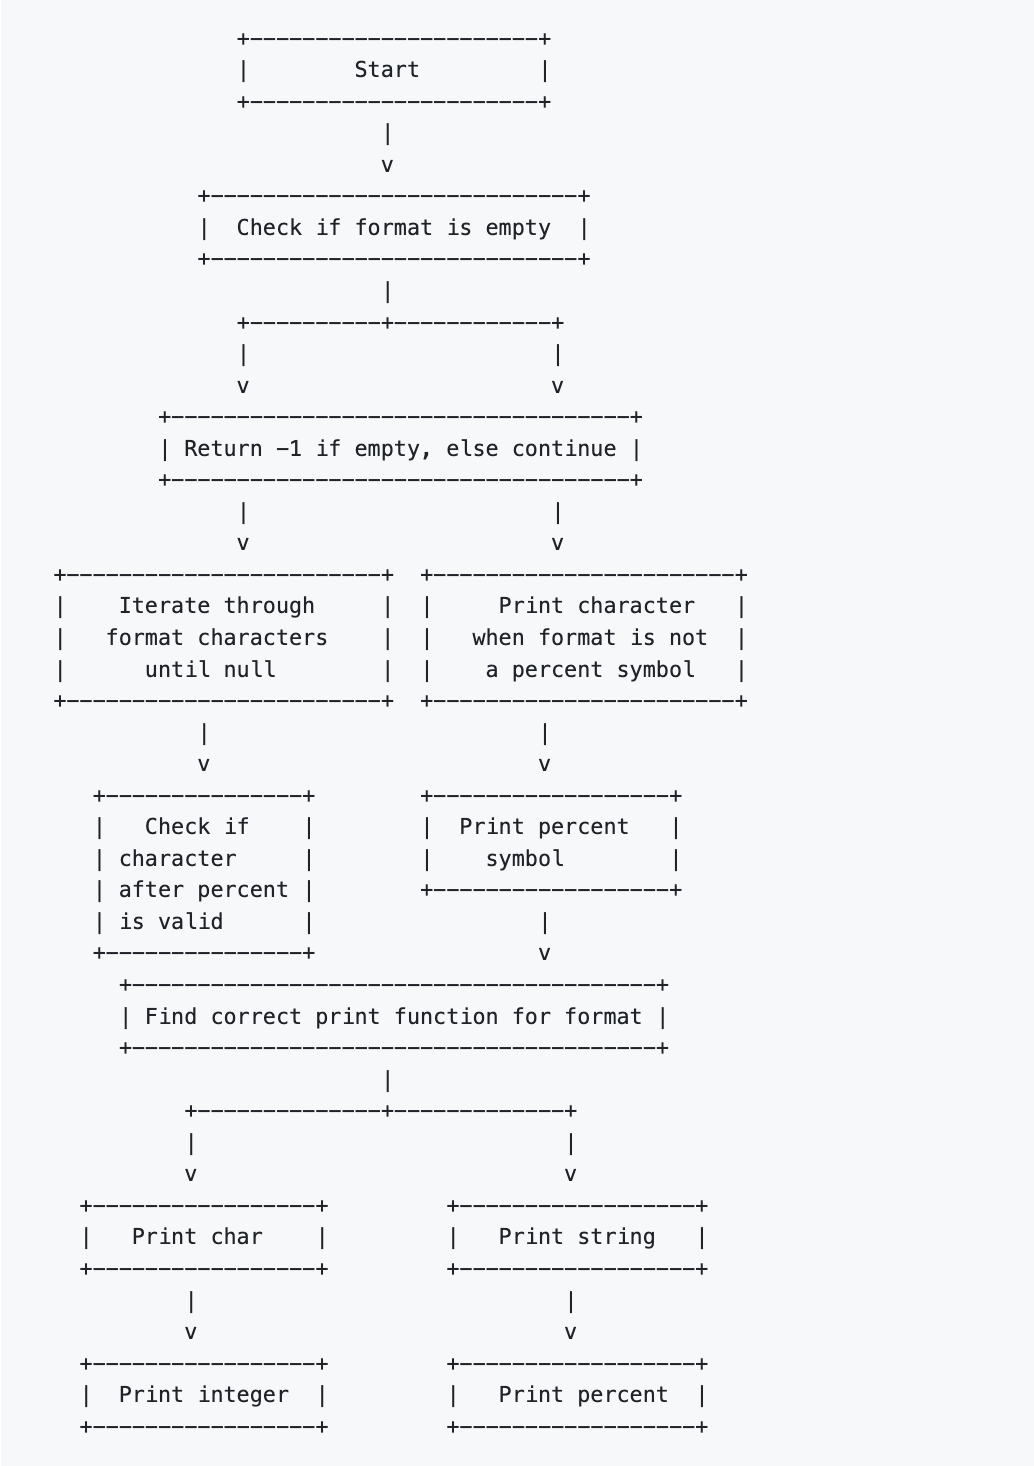 Start
Check if format is empty
Return -1 if empty, else continue
Iterate through
format characters
until null
Print character
when format is not
a percent symbol
Check if
character
after percent
is valid
Print percent
symbol
Find correct print function for format
Print char
Print string
Print integer
Print percent